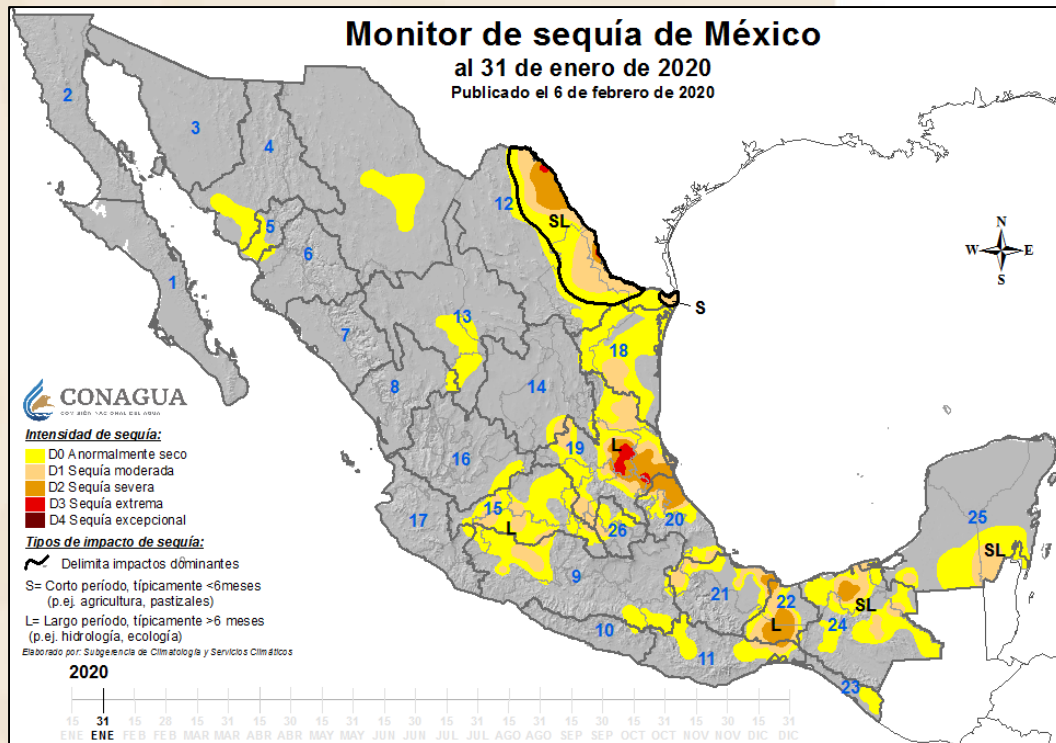 Monitor de sequía de México
al 31 de enero de 2020
Publicado el 6 de febrero de 2020
2
3
4
12
SL
N
W E
S
5
6
1
S
13
18
7
8
14
CONAGUA
COMISIÓN NACIONAL DEL AGUA
L
19
16
Intensidad de sequía:
D0 Anormalmente seco
D1 Sequía moderada
D2 Sequía severa
D3 Sequía extrema
D4 Sequía excepcional
15
17
L
26
20
25
SL
9
21
22
SL
L
24
10
11
23
Tipos de impacto de sequía:
Delimita impactos dominantes
S= Corto período, típicamente <6meses
(p.ej. agricultura, pastizales)
L= Largo período, típicamente >6 meses
(p.ej. hidrología, ecología)
Elaborado por: Subgerencia de Climatología y Servicios Climáticos
2020
15 31 15 28 15 31 15 30 15 31 15 30 15 31 15 31 15 30 15 31 15 30 15 31
ENE ENE FEB FEB MAR MAR ABR ABR MAY MAY JUN JUN JUL JUL AGO AGO SEP SEP OCT OCT NOV NOV DIC DIC